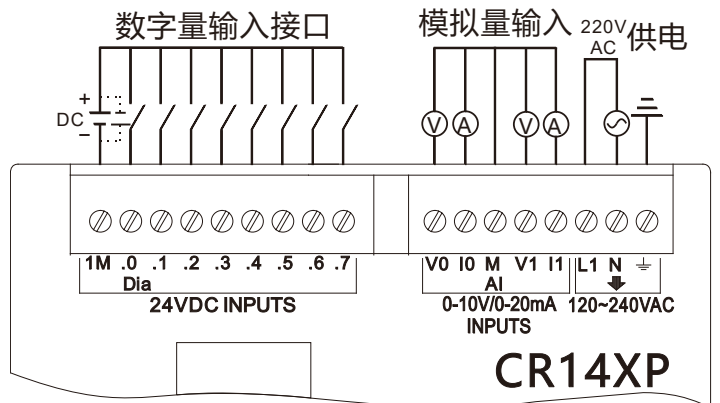 数字量输入接口
模拟量输入
220V
AC
供电
+
DC
−
V A V A
1M .0 .1 .2 .3 .4 .5 .6 .7
Dia
24VDC INPUTS
V0 I0 M V1 I1 L1 N
AI
0-10V/0-20mA
INPUTS
120~240VAC
CR14XP